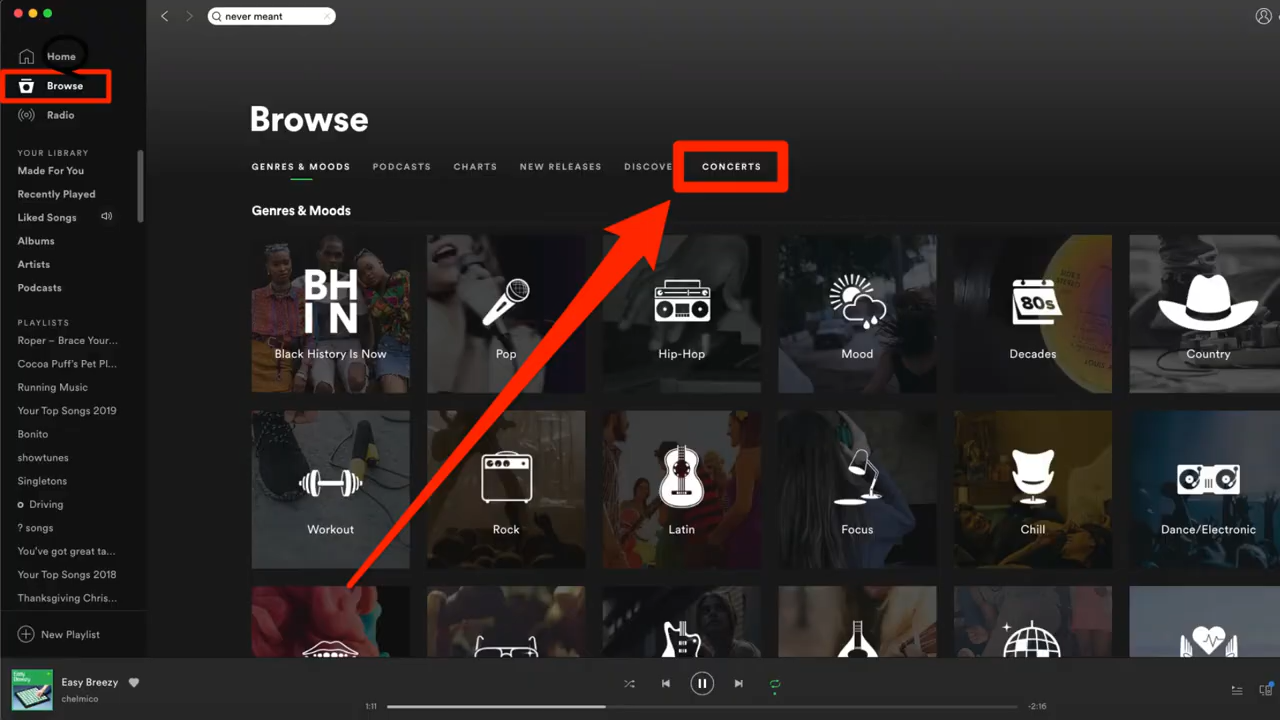 never meant
Home
Browse
Radio
YOUR LIBRARY
Made For You
Recently Played
Liked Songs
Albums
Artists
Podcasts
PLAYLISTS
Roper – Brace Your...
Cocoa Puff's Pet Pl...
Running Music
Your Top Songs 2019
Bonito
showtunes
Singletons
Driving
? songs
You've got great ta...
Your Top Songs 2018
Thanksgiving Chris...
New Playlist
Browse
GENRES & MOODS PODCASTS CHARTS NEW RELEASES DISCOVE CONCERTS
Genres & Moods
BH
IN
80s
Black History Is Now Pop Hip-Hop Mood Decades Country
Workout Rock Latin Focus Chill Dance/Electronic
Easy Breezy
chelmico
1:11 -2:16